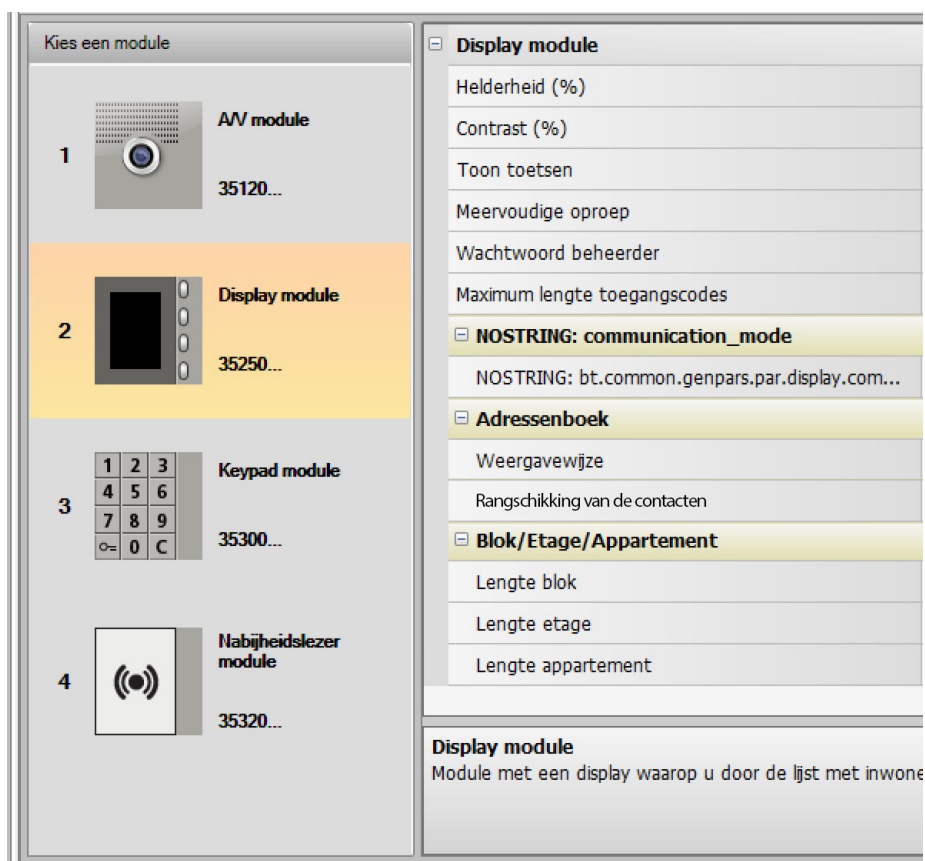 Kies een module
1
A/V module
35120...
2
Display module
35250...
1 2 3
4 5 6
7 8 9
0 C
3
Keypad module
35300...
4
Nabijheidslezer
module
35320...
Display module
Helderheid (%)
Contrast (%)
Toon toetsen
Meervoudige oproep
Wachtwoord beheerder
Maximum lengte toegangscodes
NOSTRING: communication_mode
NOSTRING: bt.common.genpars.par.display.com...
Adressenboek
Weergavewijze
Rangschikking van de contacten
Blok/Etage/Appartement
Lengte blok
Lengte etage
Lengte appartement
Display module
Module met een display waarop u door de lijst met inwone